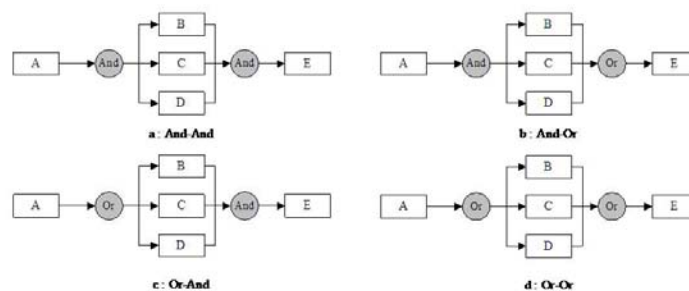 B
B
A And C And E
A And C Or E
D
D
a : And-And
b : And-Or
B
B
A Or C And E
A Or C Or E
D
D
c : Or-And
d : Or-Or